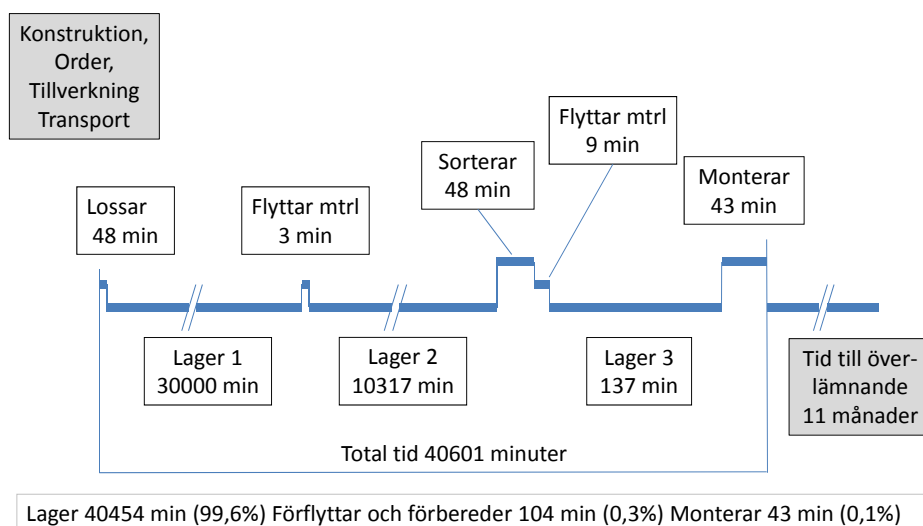 Konstruktion,
Order,
Tillverkning
Transport
Flyttar mtrl
9 min
Sorterar
48 min
Monterar
43 min
Lossar
48 min
Flyttar mtrl
3 min
Lager 1
30000 min
Lager 2
10317 min
Lager 3
137 min
Tid till över-
lämnande
11 månader
Total tid 40601 minuter
Lager 40454 min (99,6%) Förflyttar och förbereder 104 min (0,3%) Monterar 43 min (0,1%)